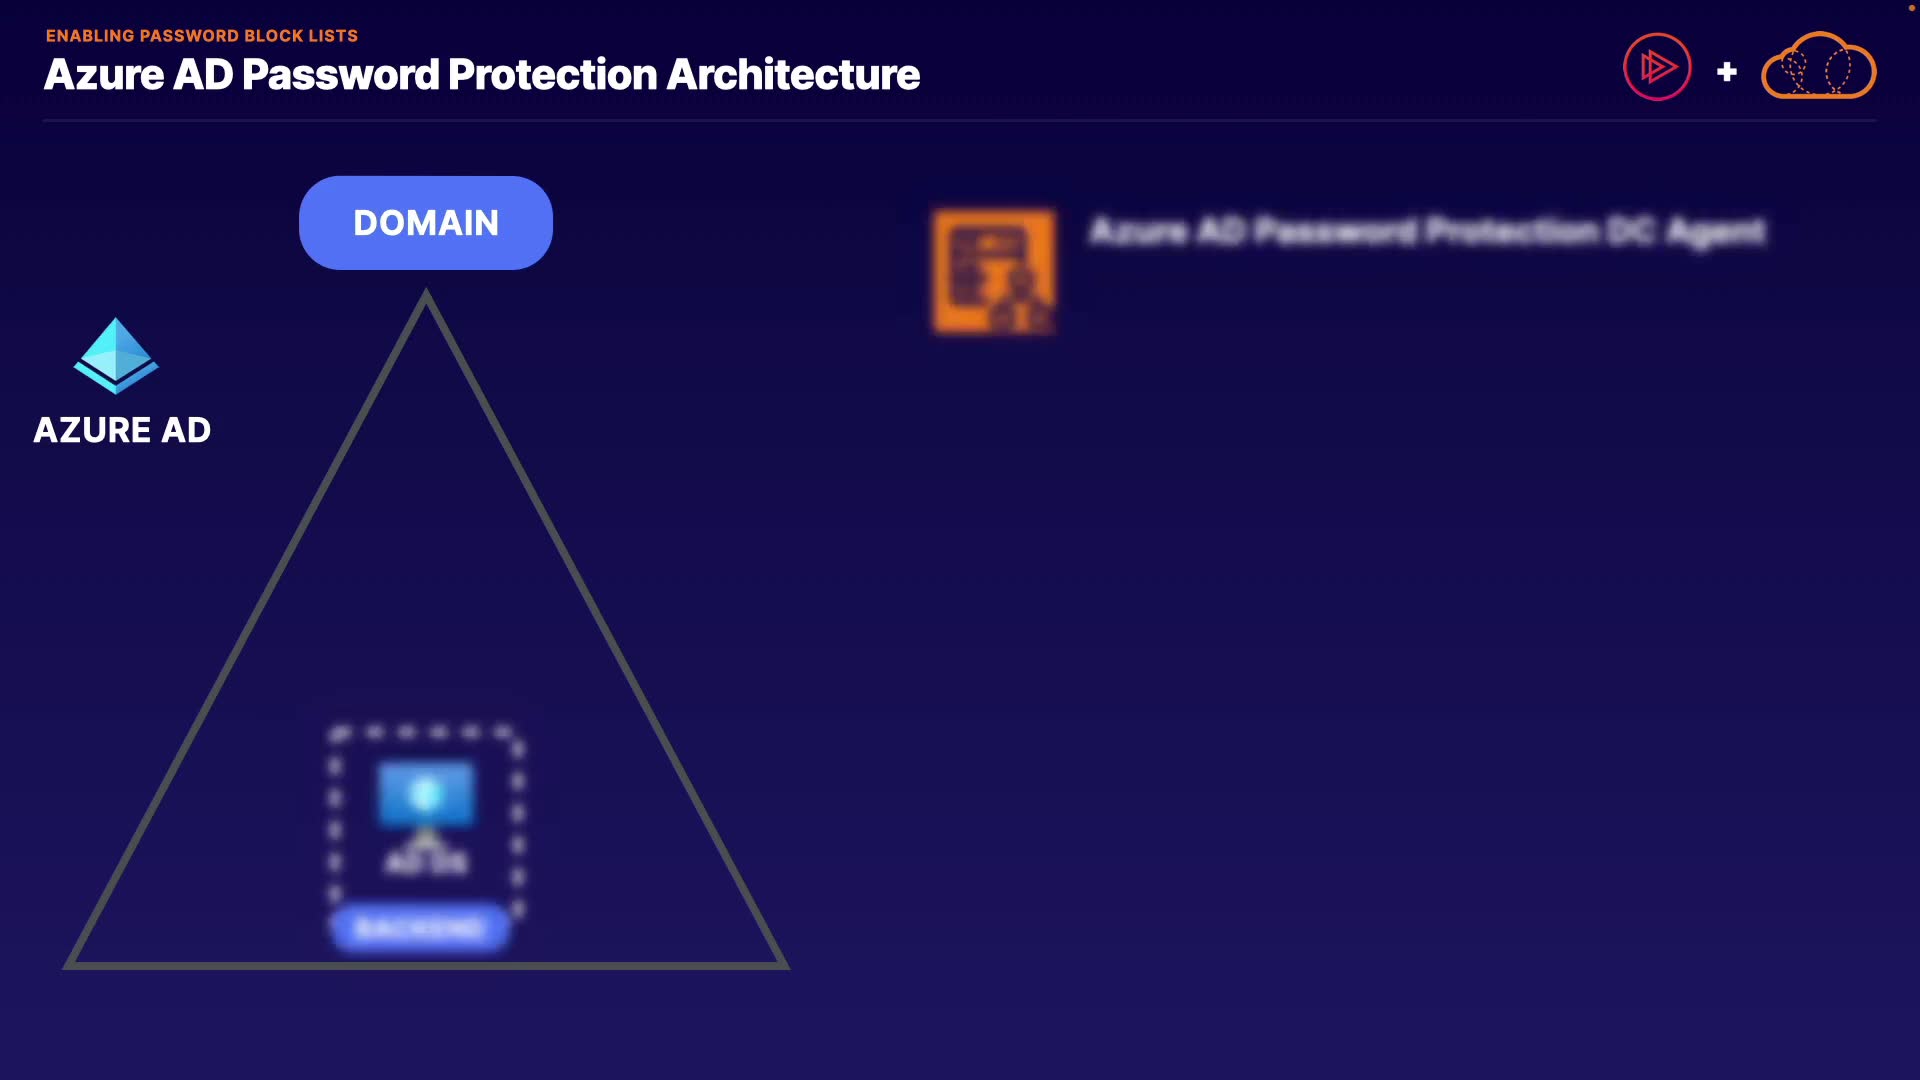 ENABLING PASSWORD BLOCK LISTS
Azure AD Password Protection Architecture
DOMAIN
Azure AD Password Protection DC Agent
AZURE AD
AD DS
BACKEND